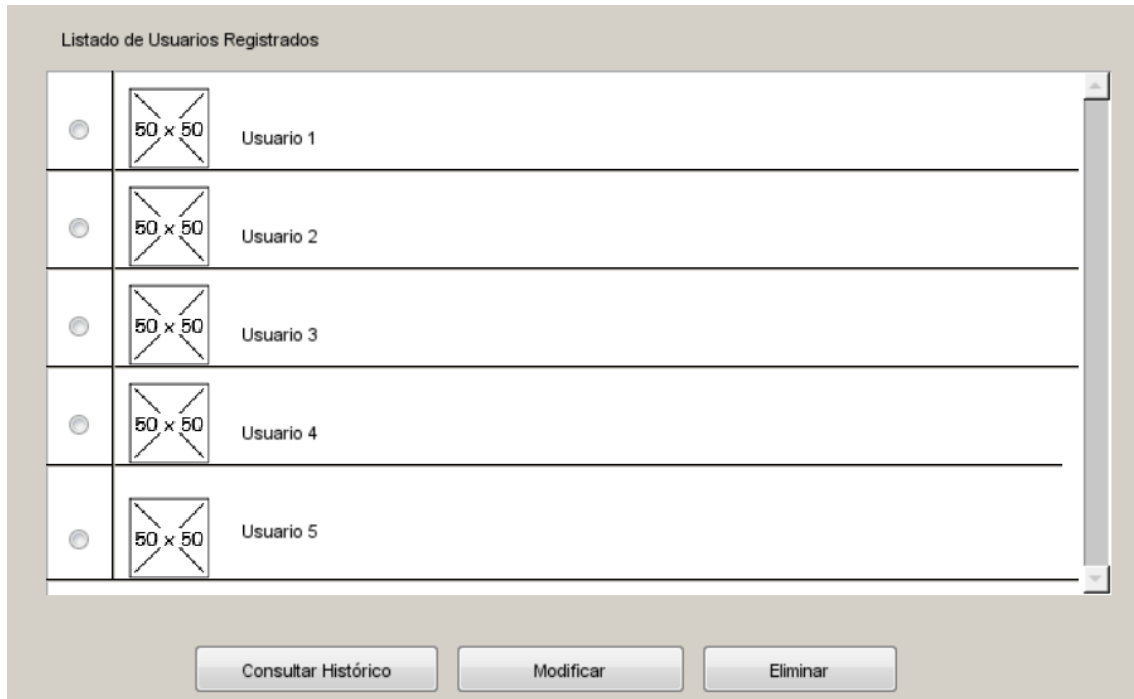 Listado de Usuarios Registrados
50 x 50
Usuario 1
50 x 50
Usuario 2
50 x 50
Usuario 3
50 x 50
Usuario 4
50 x 50
Usuario 5
Consultar Histórico
Modificar
Eliminar